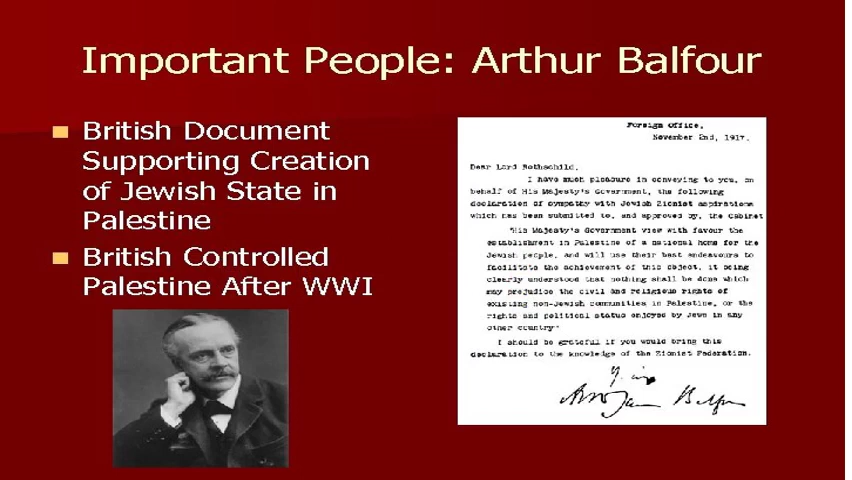 Important People: Arthur Balfour
British Document
Supporting Creation
of Jewish State in
Palestine
British Controlled
Palestine After WWI
Foreign Office,
November 2nd, 1917.
Dear Lord Rothschild,
I have much pleasure in conveying to you, on
behalf of His Majesty's Government, the following
declaration of sympathy with Jewish Zionist aspirations
which has been submitted to, and approved by, the Cabinet
"His Majesty's Government view with favour the
establishment in Palestine of a national home for the
Jewish people, and will use their best endeavours to
facilitate the achievement of this object, it being
clearly understood that nothing shall be done which
may prejudice the civil and religious rights of
existing non-Jewish communities in Palestine, or the
rights and political status enjoyed by Jews in any
other country"
I should be grateful if you would bring this
declaration to the knowledge of the Zionist Federation.